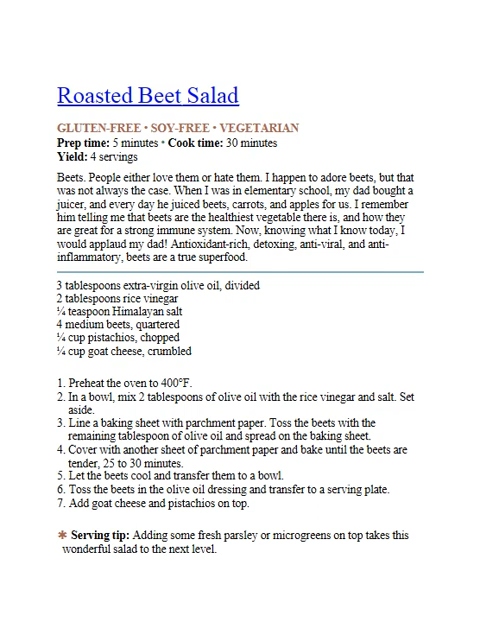 Roasted Beet Salad
GLUTEN-FREE • SOY-FREE • VEGETARIAN
Prep time: 5 minutes • Cook time: 30 minutes
Yield: 4 servings
Beets. People either love them or hate them. I happen to adore beets, but that
was not always the case. When I was in elementary school, my dad bought a
juicer, and every day he juiced beets, carrots, and apples for us. I remember
him telling me that beets are the healthiest vegetable there is, and how they
are great for a strong immune system. Now, knowing what I know today, I
would applaud my dad! Antioxidant-rich, detoxing, anti-viral, and anti-
inflammatory, beets are a true superfood.
3 tablespoons extra-virgin olive oil, divided
2 tablespoons rice vinegar
¼ teaspoon Himalayan salt
4 medium beets, quartered
¼ cup pistachios, chopped
¼ cup goat cheese, crumbled
1. Preheat the oven to 400°F.
2. In a bowl, mix 2 tablespoons of olive oil with the rice vinegar and salt. Set
aside.
3. Line a baking sheet with parchment paper. Toss the beets with the
remaining tablespoon of olive oil and spread on the baking sheet.
4. Cover with another sheet of parchment paper and bake until the beets are
tender, 25 to 30 minutes.
5. Let the beets cool and transfer them to a bowl.
6. Toss the beets in the olive oil dressing and transfer to a serving plate.
7. Add goat cheese and pistachios on top.
✱ Serving tip: Adding some fresh parsley or microgreens on top takes this
wonderful salad to the next level.